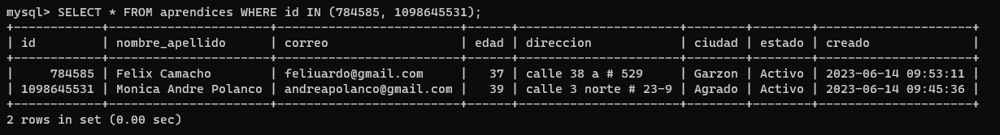 mysql> SELECT * FROM aprendices WHERE id IN (784585, 1098645531);
+------------+----------------------+-------------------------+------+----------------------+--------+--------+---------------------+
| id         | nombre_apellido      | correo                  | edad | direccion            | ciudad | estado | creado              |
+------------+----------------------+-------------------------+------+----------------------+--------+--------+---------------------+
|     784585 | Felix Camacho        | feliuardo@gmail.com     |   37 | calle 38 a # 529     | Garzon | Activo | 2023-06-14 09:53:11 |
| 1098645531 | Monica Andre Polanco | andreapolanco@gmail.com |   39 | calle 3 norte # 23-9 | Agrado | Activo | 2023-06-14 09:45:36 |
+------------+----------------------+-------------------------+------+----------------------+--------+--------+---------------------+
2 rows in set (0.00 sec)